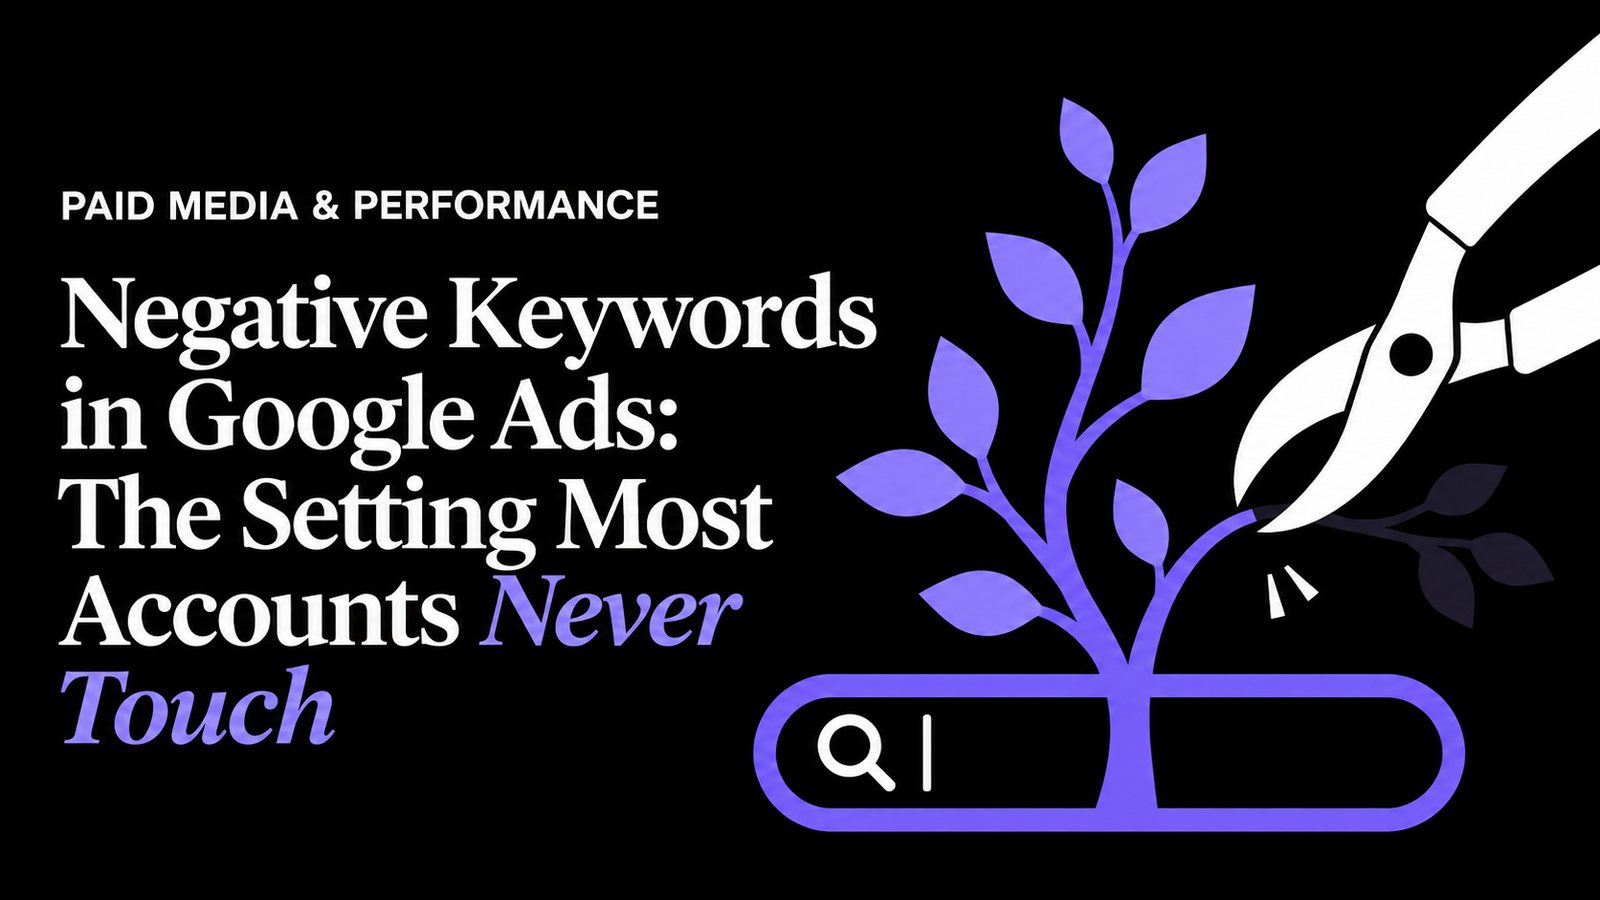 PAID MEDIA & PERFORMANCE
Negative Keywords
in Google Ads:
The Setting Most
Accounts Never
Touch